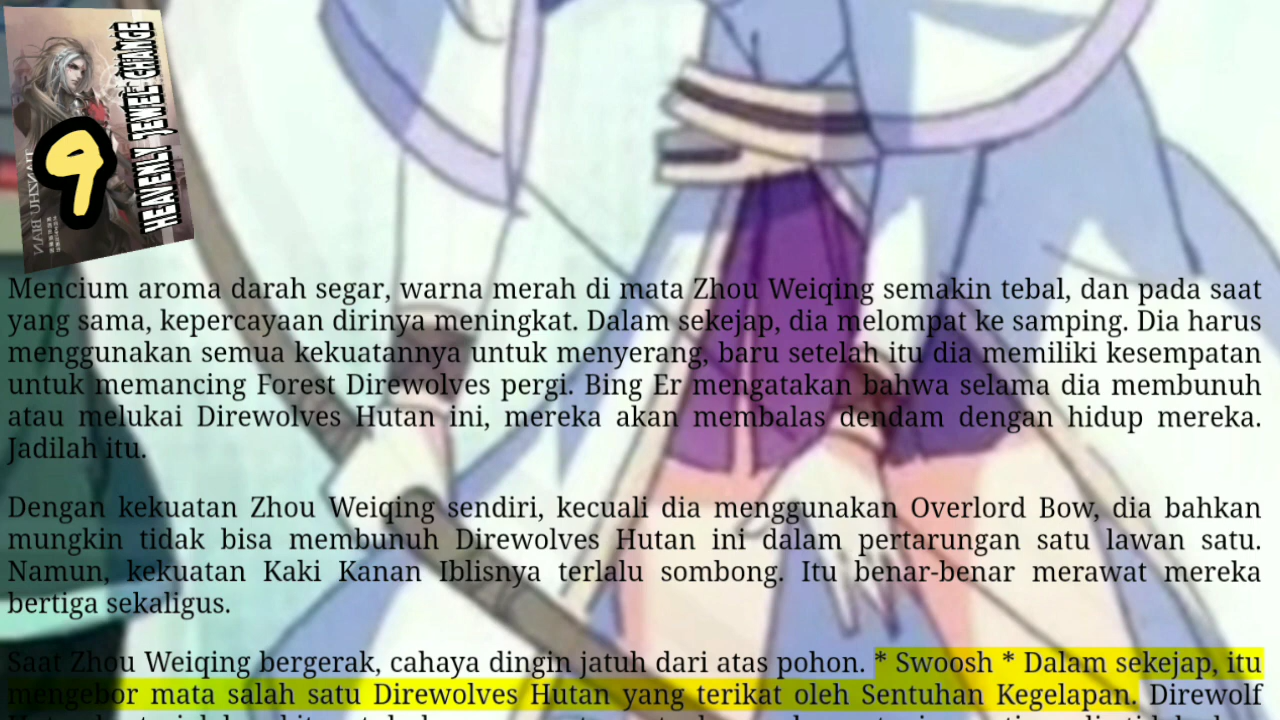 HEAVENLY JEWEL CHANGE
9
Mencium aroma darah segar, warna merah di mata Zhou Weiqing semakin tebal, dan pada saat
yang sama, kepercayaan dirinya meningkat. Dalam sekejap, dia melompat ke samping. Dia harus
menggunakan semua kekuatannya untuk menyerang, baru setelah itu dia memiliki kesempatan
untuk memancing Forest Direwolves pergi. Bing Er mengatakan bahwa selama dia membunuh
atau melukai Direwolves Hutan ini, mereka akan membalas dendam dengan hidup mereka.
Jadilah itu.
Dengan kekuatan Zhou Weiqing sendiri, kecuali dia menggunakan Overlord Bow, dia bahkan
mungkin tidak bisa membunuh Direwolves Hutan ini dalam pertarungan satu lawan satu.
Namun, kekuatan Kaki Kanan Iblisnya terlalu sombong. Itu benar-benar merawat mereka
bertiga sekaligus.
Saat Zhou Weiqing bergerak, cahaya dingin jatuh dari atas pohon. * Swoosh * Dalam sekejap, itu
mengebor mata salah satu Direwolves Hutan yang terikat oleh Sentuhan Kegelapan. Direwolf